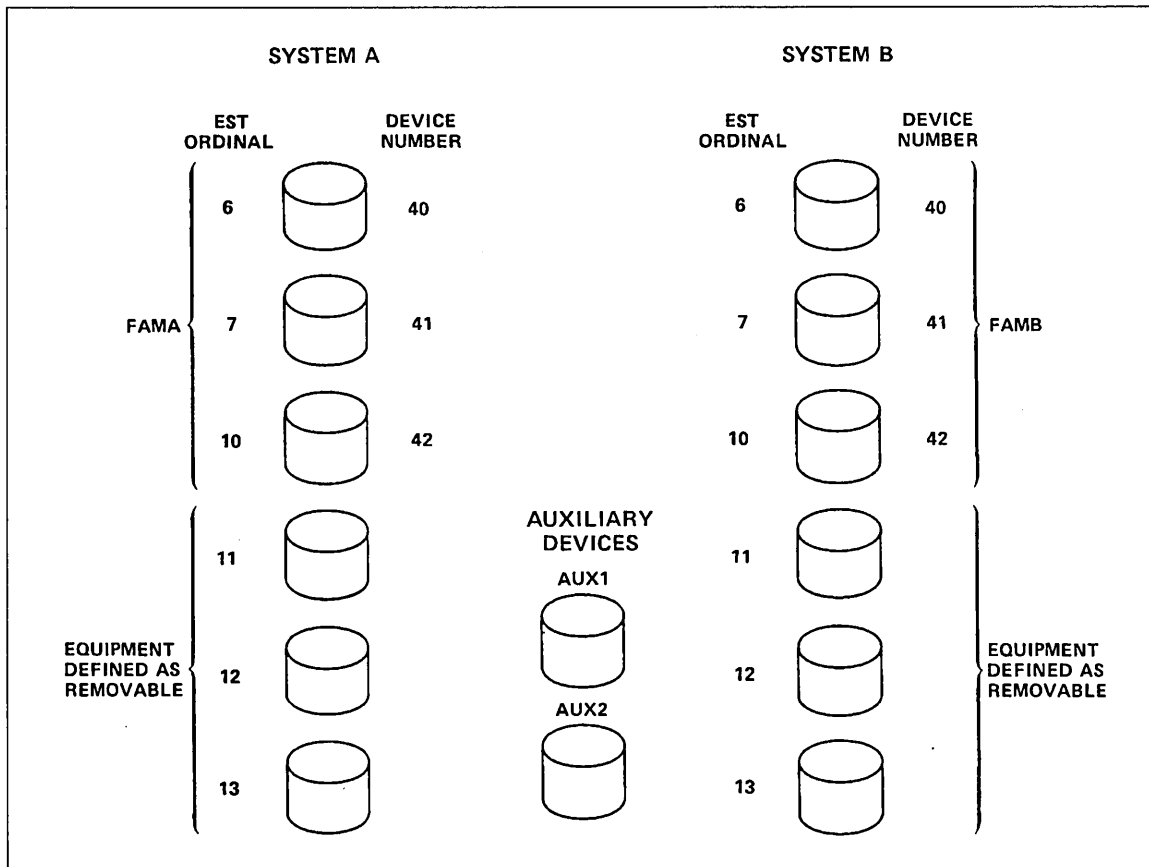 SYSTEM A
EST
ORDINAL
DEVICE
NUMBER
6
40
FAMA
7
41
10
42
11
EQUIPMENT
DEFINED AS
REMOVABLE
12
13
AUXILIARY
DEVICES
AUX1
AUX2
SYSTEM B
EST
ORDINAL
DEVICE
NUMBER
6
40
7
41
FAMB
10
42
11
12
EQUIPMENT
DEFINED AS
REMOVABLE
13